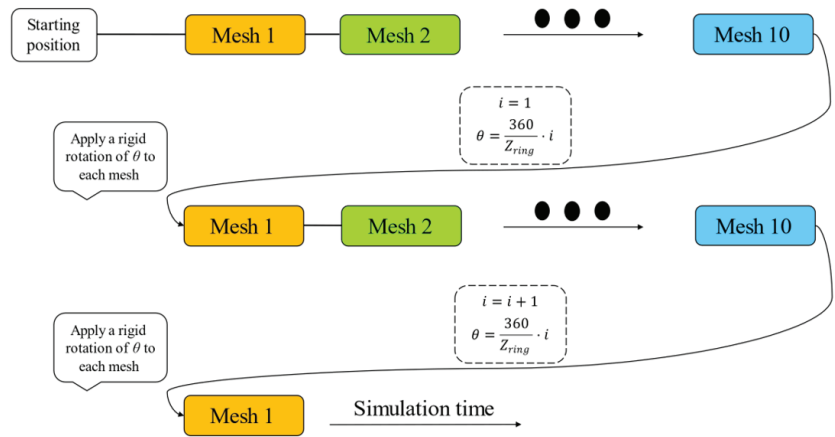 Starting
position
Mesh 1
Mesh 2
Mesh 10
i = 1
θ = 360/Z_ring · i
Apply a rigid
rotation of θ to
each mesh
Mesh 1
Mesh 2
Mesh 10
i = i + 1
θ = 360/Z_ring · i
Apply a rigid
rotation of θ to
each mesh
Mesh 1
Simulation time